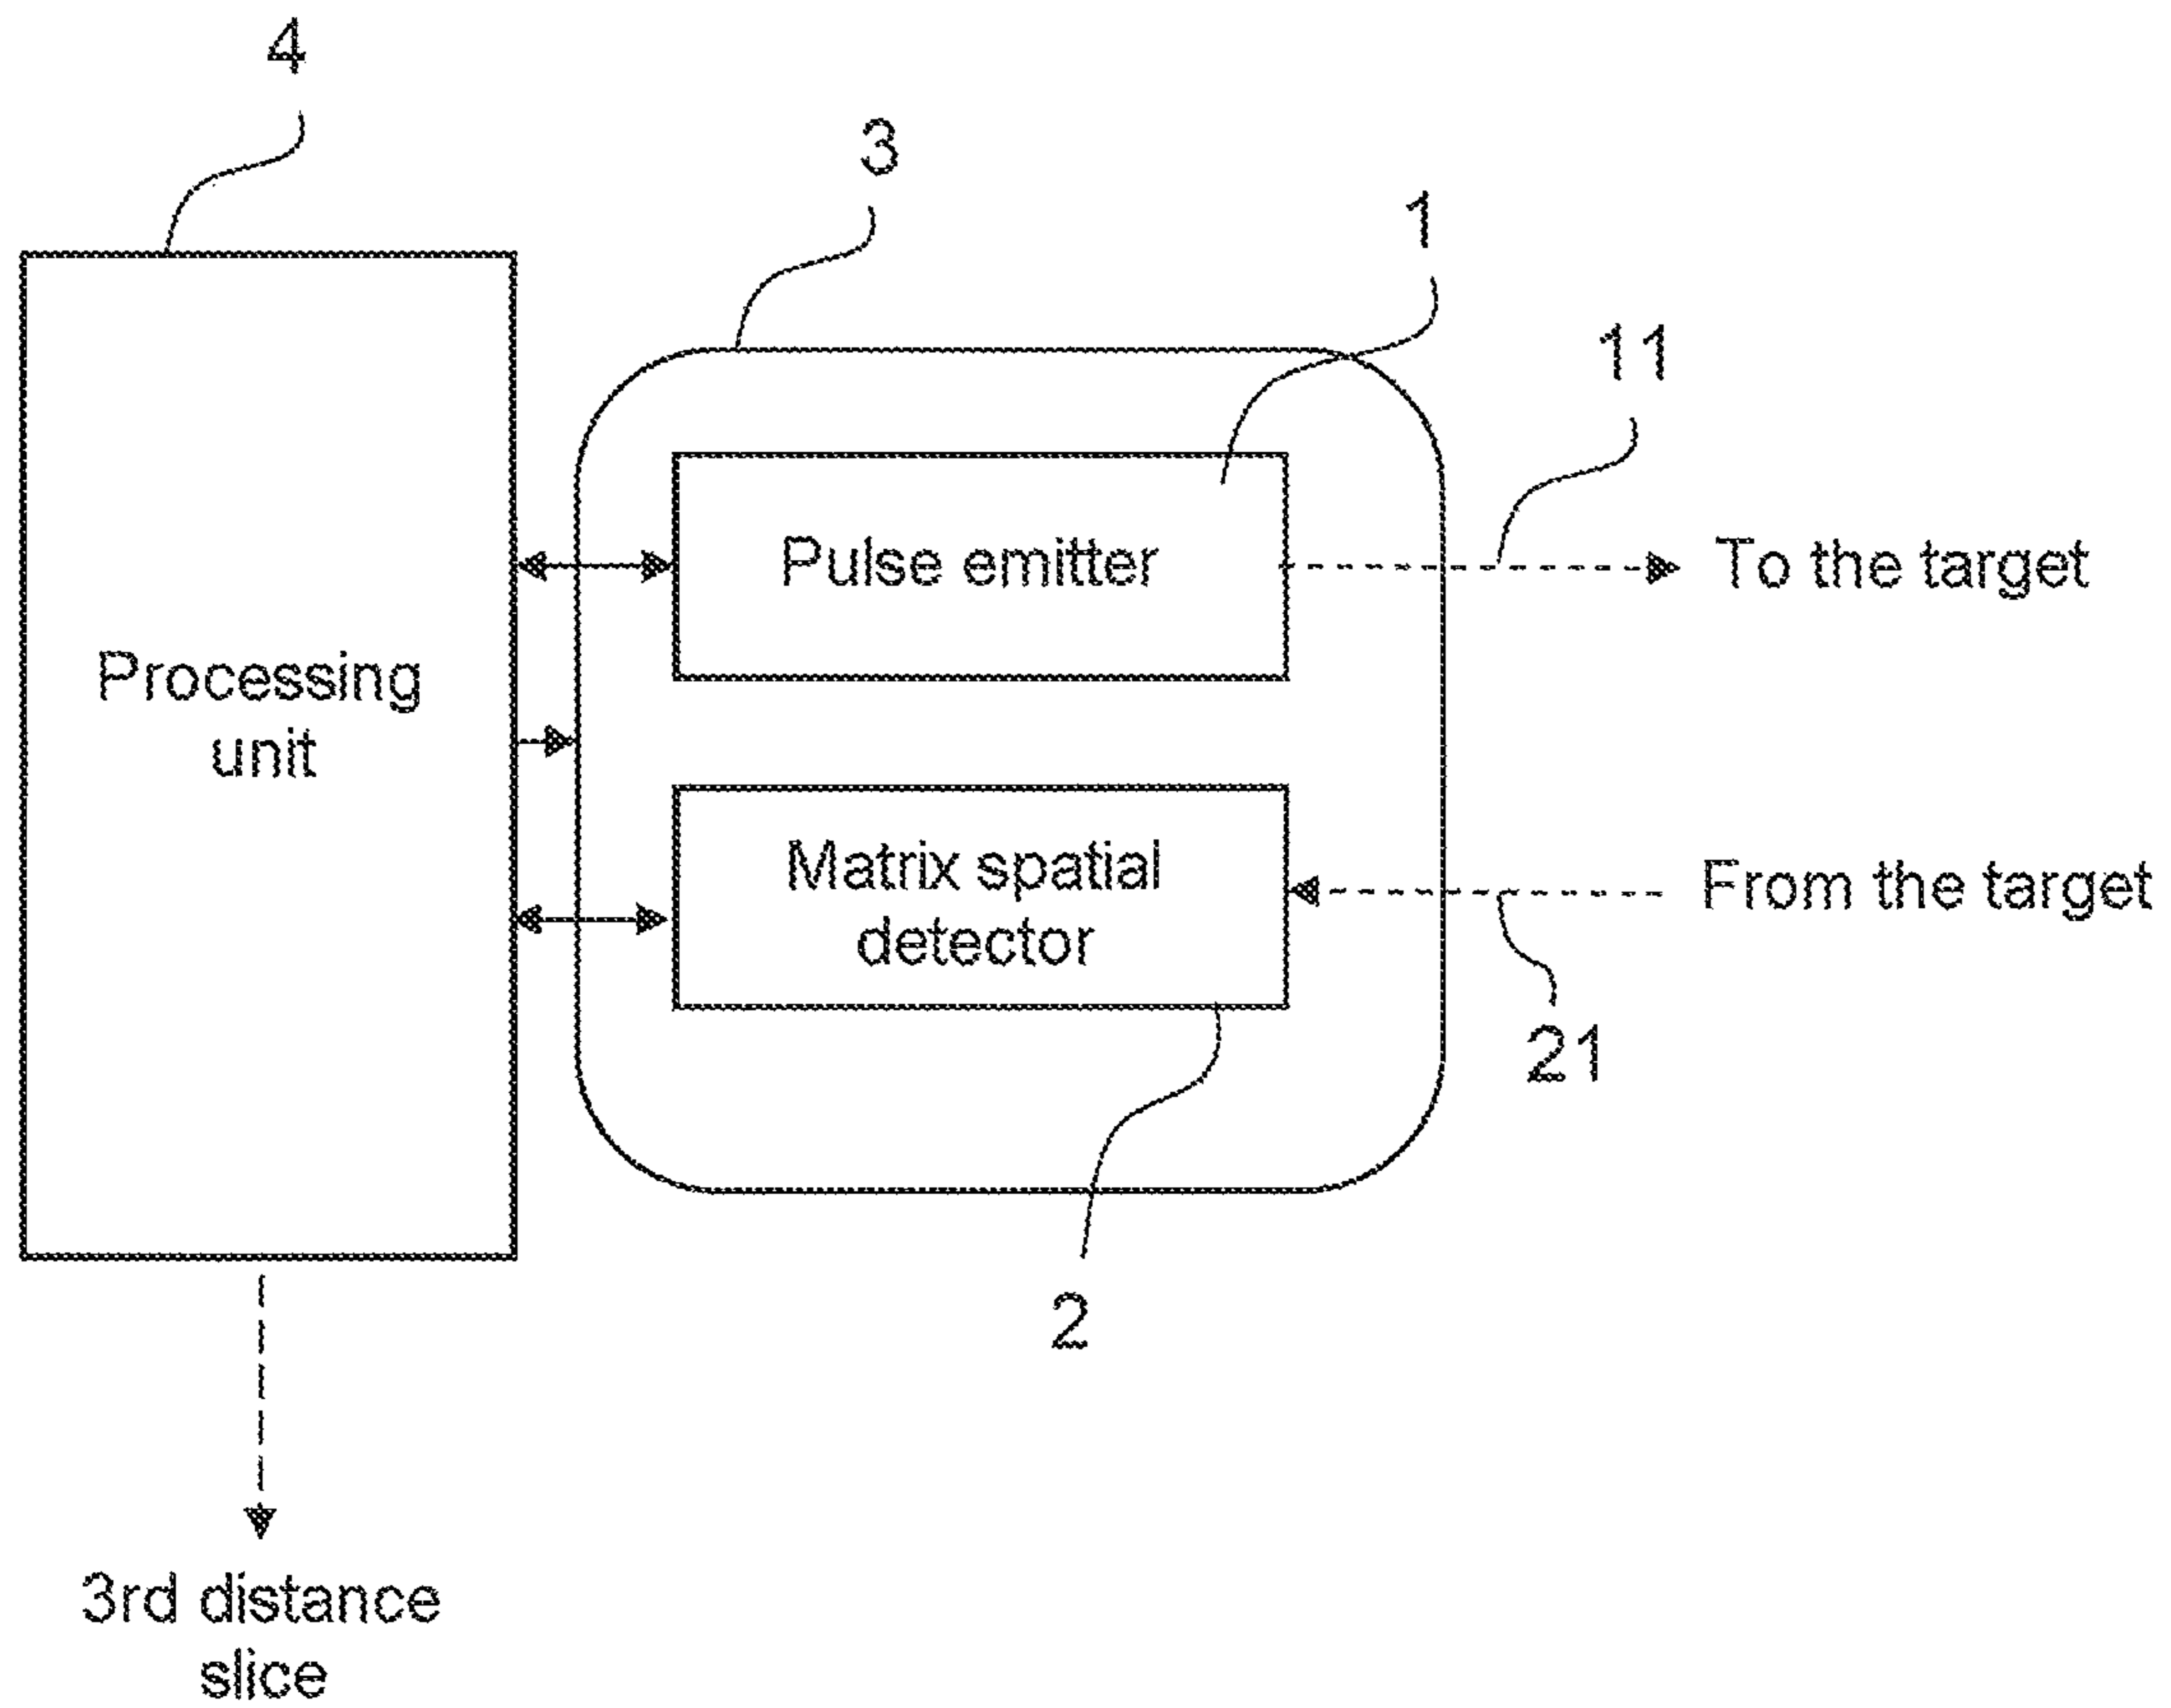 4
3
1
11
Pulse emitter
To the target
Processing
unit
Matrix spatial
detector
From the target
21
2
3rd distance
slice